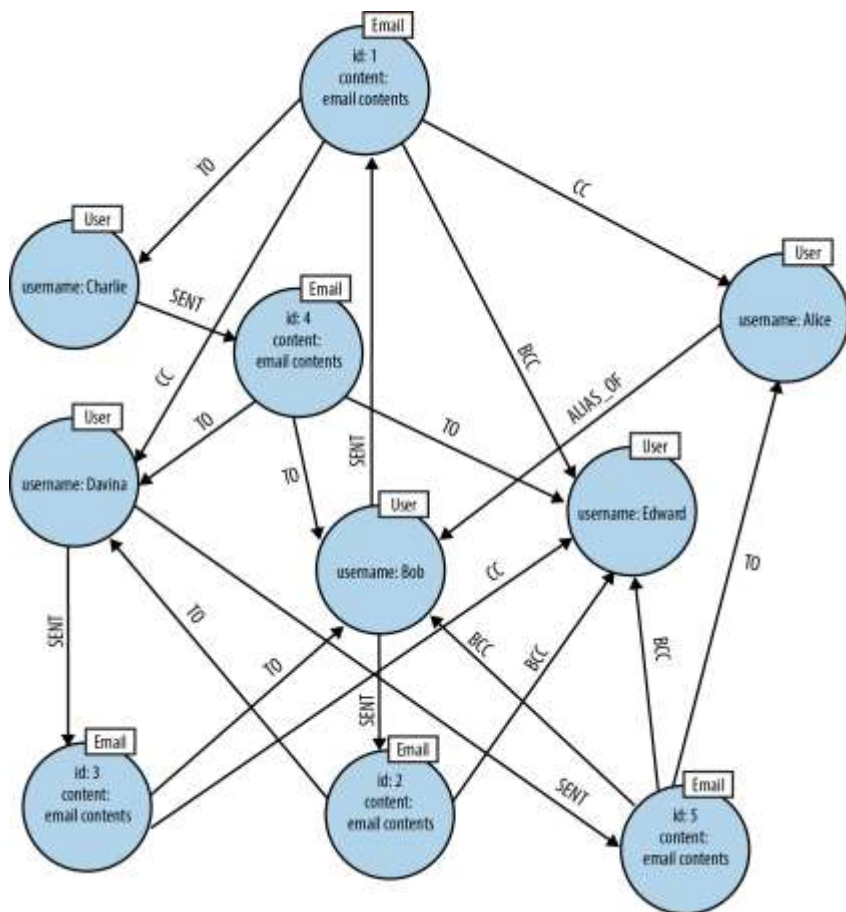 Email
id: 1
content:
email contents
TO
CC
User
username: Charlie
SENT
Email
id: 4
content:
email contents
User
username: Alice
CC
BCC
ALIAS_OF
TO
TO
TO
SENT
User
username: Davina
User
username: Edward
User
username: Bob
CC
TO
SENT
TO
TO
BCC
BCC
BCC
SENT
SENT
Email
id: 3
content:
email contents
Email
id: 2
content:
email contents
Email
id: 5
content:
email contents